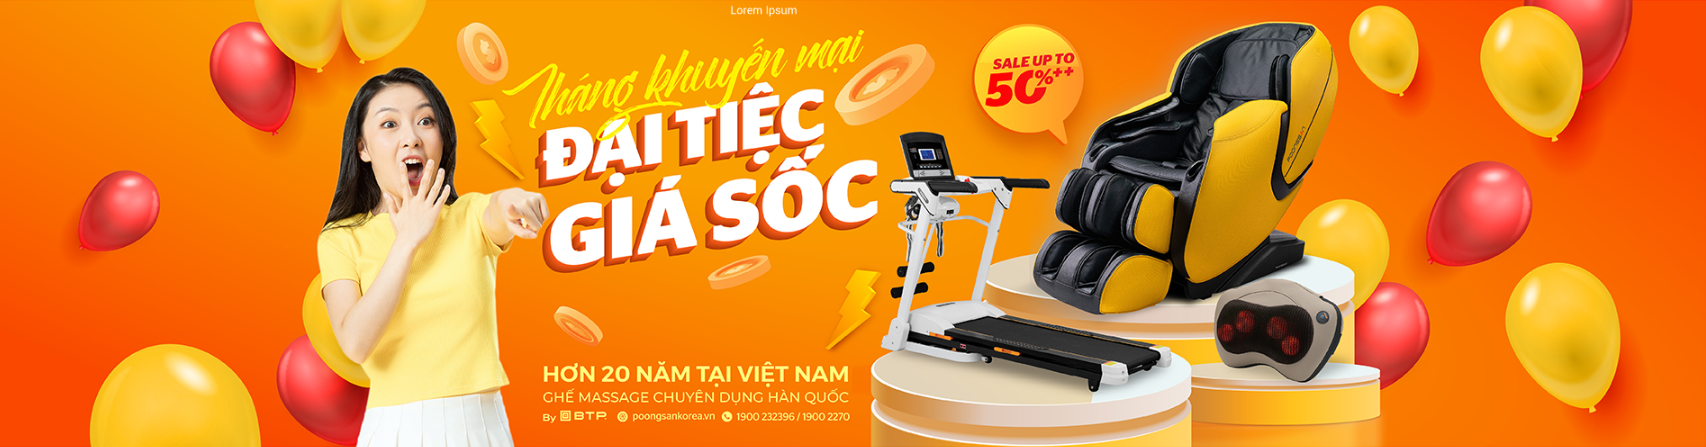 Lorem Ipsum
Tháng khuyến mại
ĐẠI TIỆC
GIÁ SỐC
SALE UP TO
50%++
HƠN 20 NĂM TẠI VIỆT NAM
GHẾ MASSAGE CHUYÊN DỤNG HÀN QUỐC
By BTP. poongsankorea.vn 1900 232396 / 1900 2270
POONGSAN